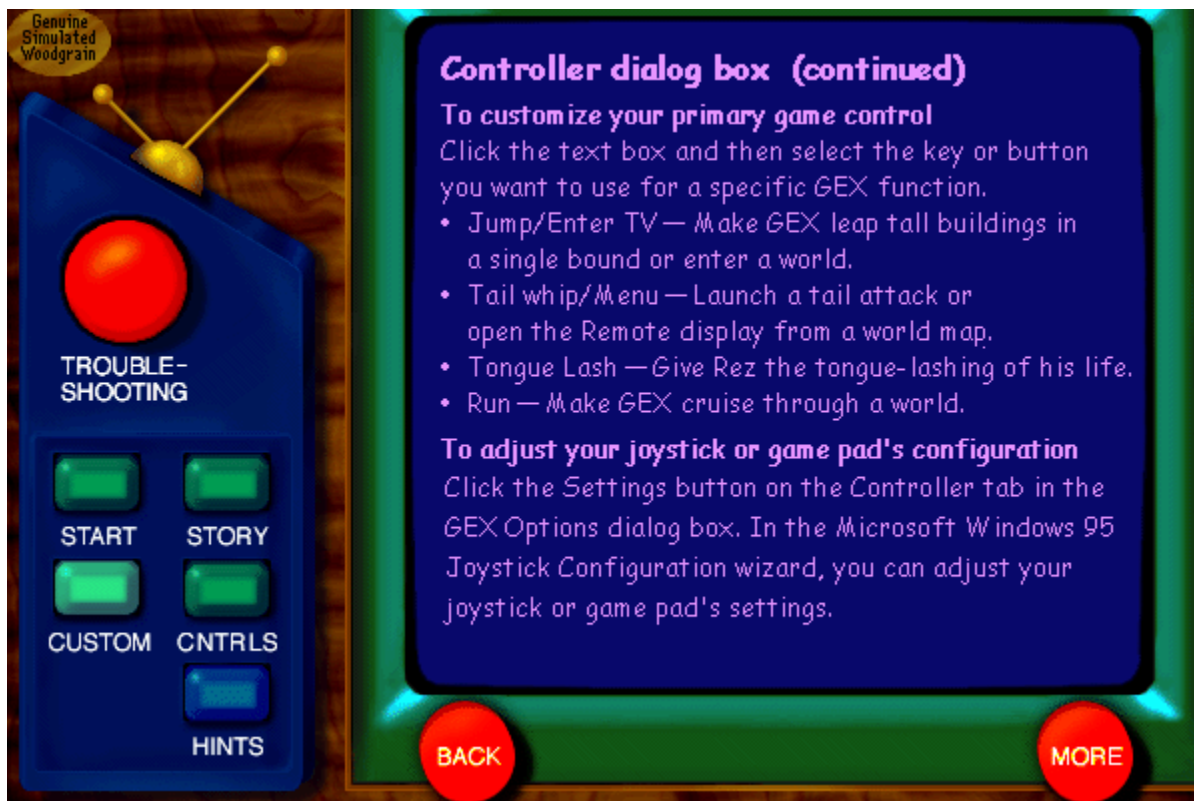 Genuine
Simulated
Woodgrain
TROUBLE-
SHOOTING
START
STORY
CUSTOM
CNTRLS
HINTS
Controller dialog box (continued)
To customize your primary game control
Click the text box and then select the key or button
you want to use for a specific GEX function.
• Jump/Enter TV — Make GEX leap tall buildings in
a single bound or enter a world.
• Tail whip/Menu — Launch a tail attack or
open the Remote display from a world map.
• Tongue Lash — Give Rez the tongue-lashing of his life.
• Run — Make GEX cruise through a world.
To adjust your joystick or game pad's configuration
Click the Settings button on the Controller tab in the
GEX Options dialog box. In the Microsoft Windows 95
Joystick Configuration wizard, you can adjust your
joystick or game pad's settings.
BACK
MORE